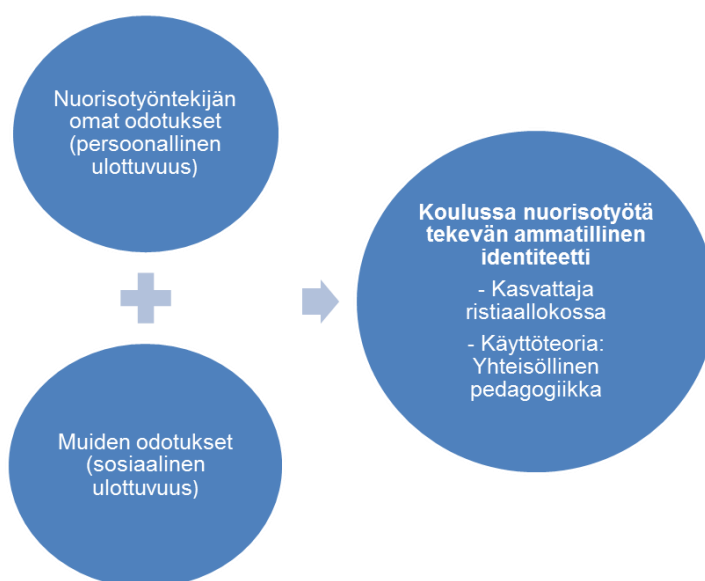 Nuorisotyöntekijän
omat odotukset
(persoonallinen
ulottuvuus)
Muiden odotukset
(sosiaalinen
ulottuvuus)
Koulussa nuorisotyötä
tekevän ammatillinen
identiteetti
- Kasvattaja
ristiaallokossa
- Käyttöteoria:
Yhteisöllinen
pedagogiikka